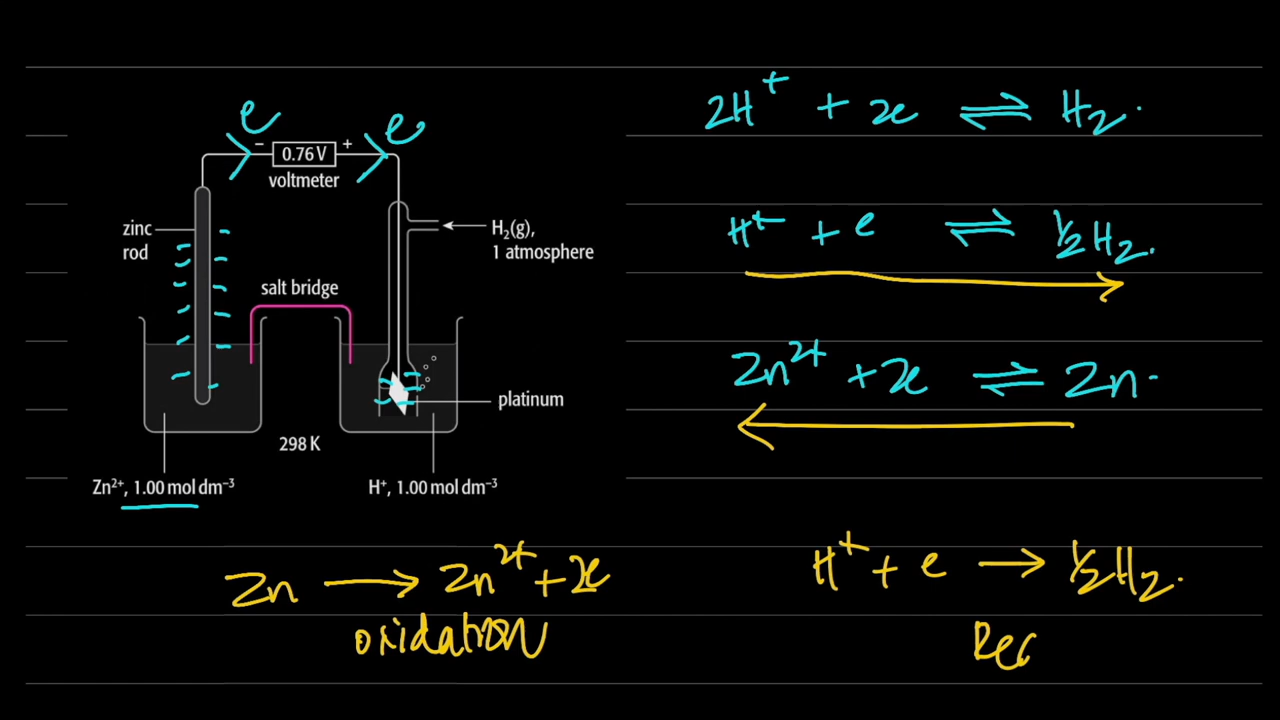 e
e
− 0.76 V +
voltmeter
zinc
rod
H₂(g),
1 atmosphere
salt bridge
platinum
298 K
Zn²⁺, 1.00 mol dm⁻³
H⁺, 1.00 mol dm⁻³
2H⁺ + 2e ⇌ H₂.
H⁺ + e ⇌ ½H₂.
Zn²⁺ + 2e ⇌ Zn.
Zn → Zn²⁺ + 2e
oxidation
H⁺ + e → ½H₂.
Rec